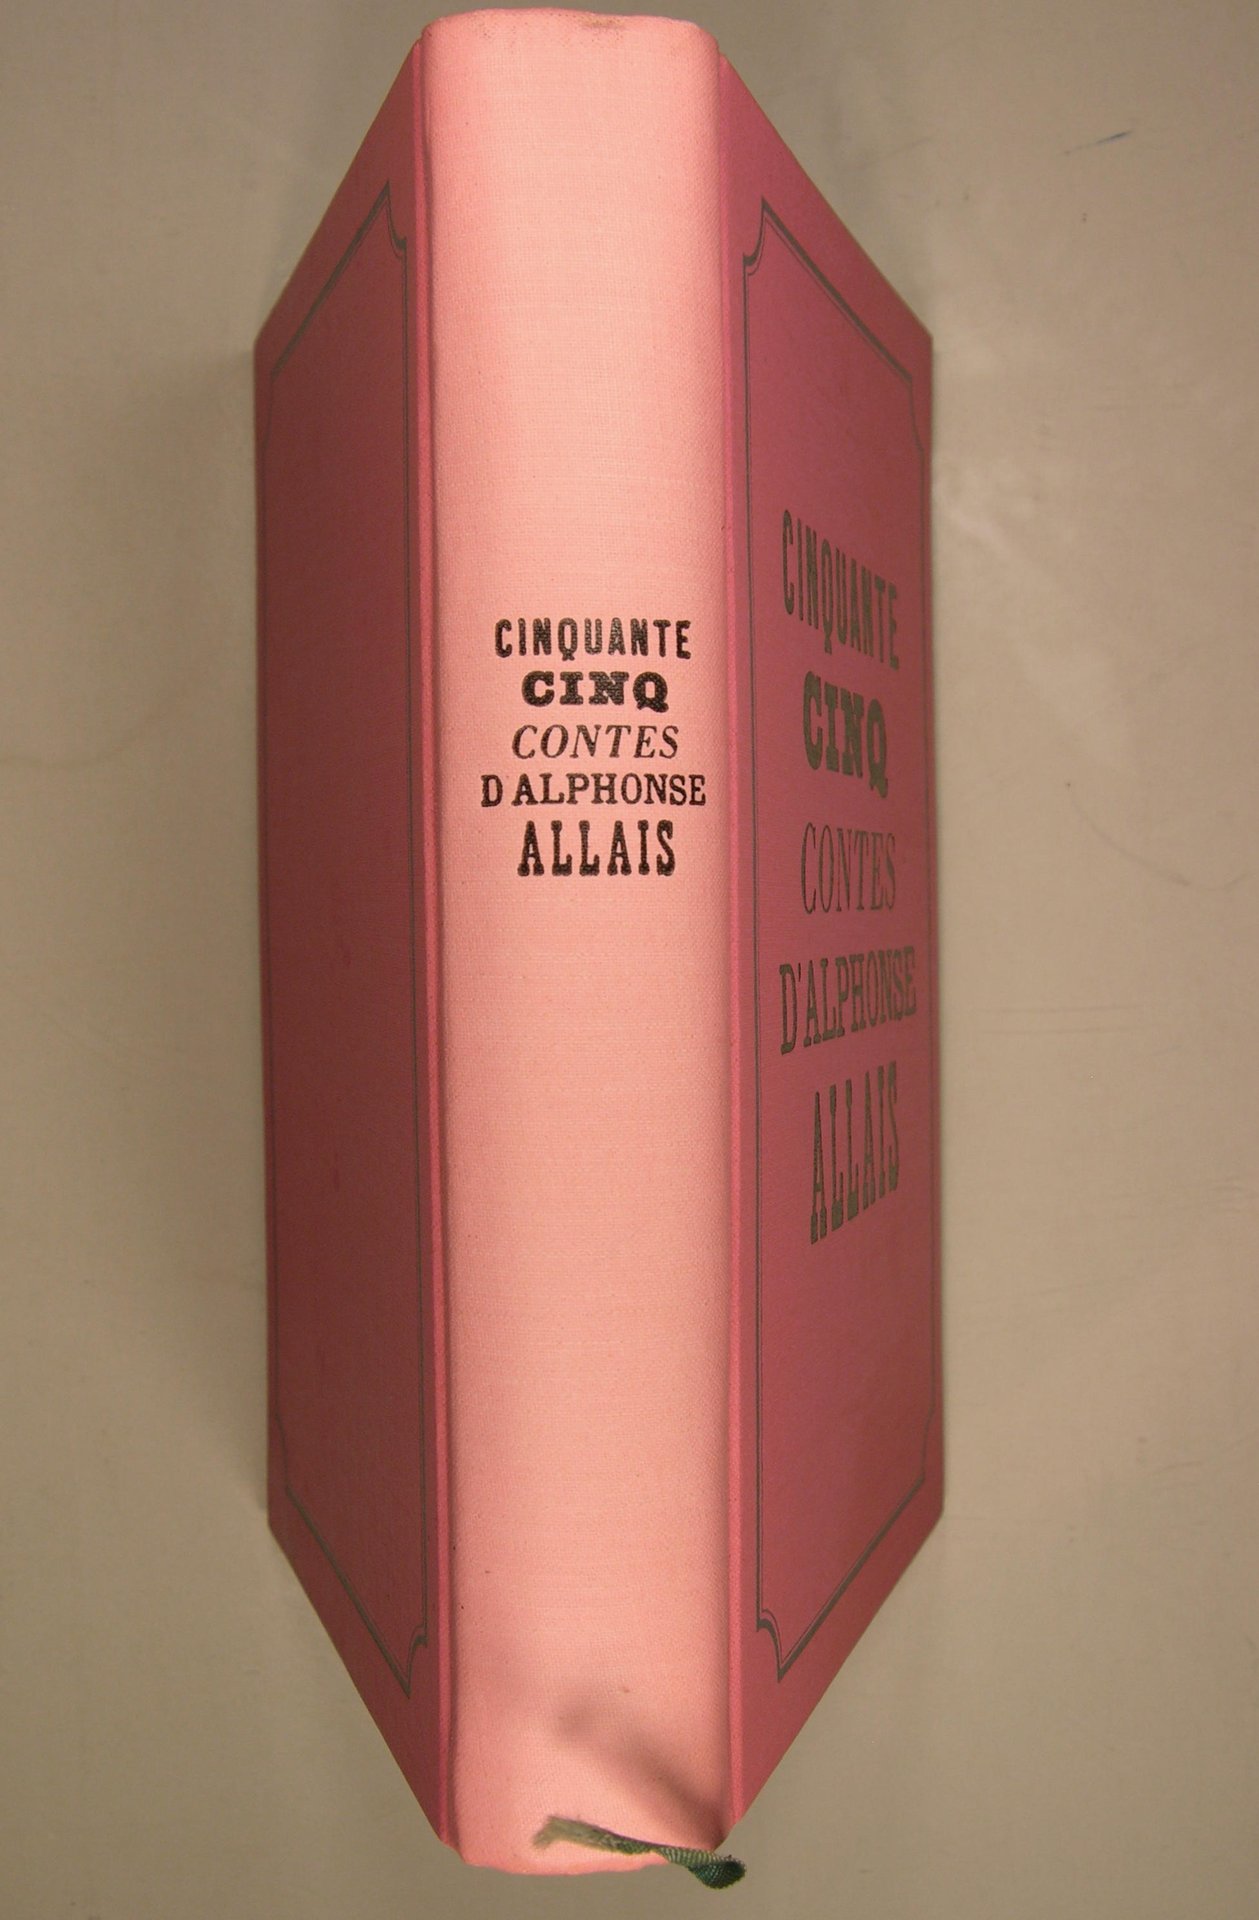 CINQUANTE
CINQ
CONTES
D'ALPHONSE
ALLAIS
CINQUANTE
CINQ
CONTES
D'ALPHONSE
ALLAIS